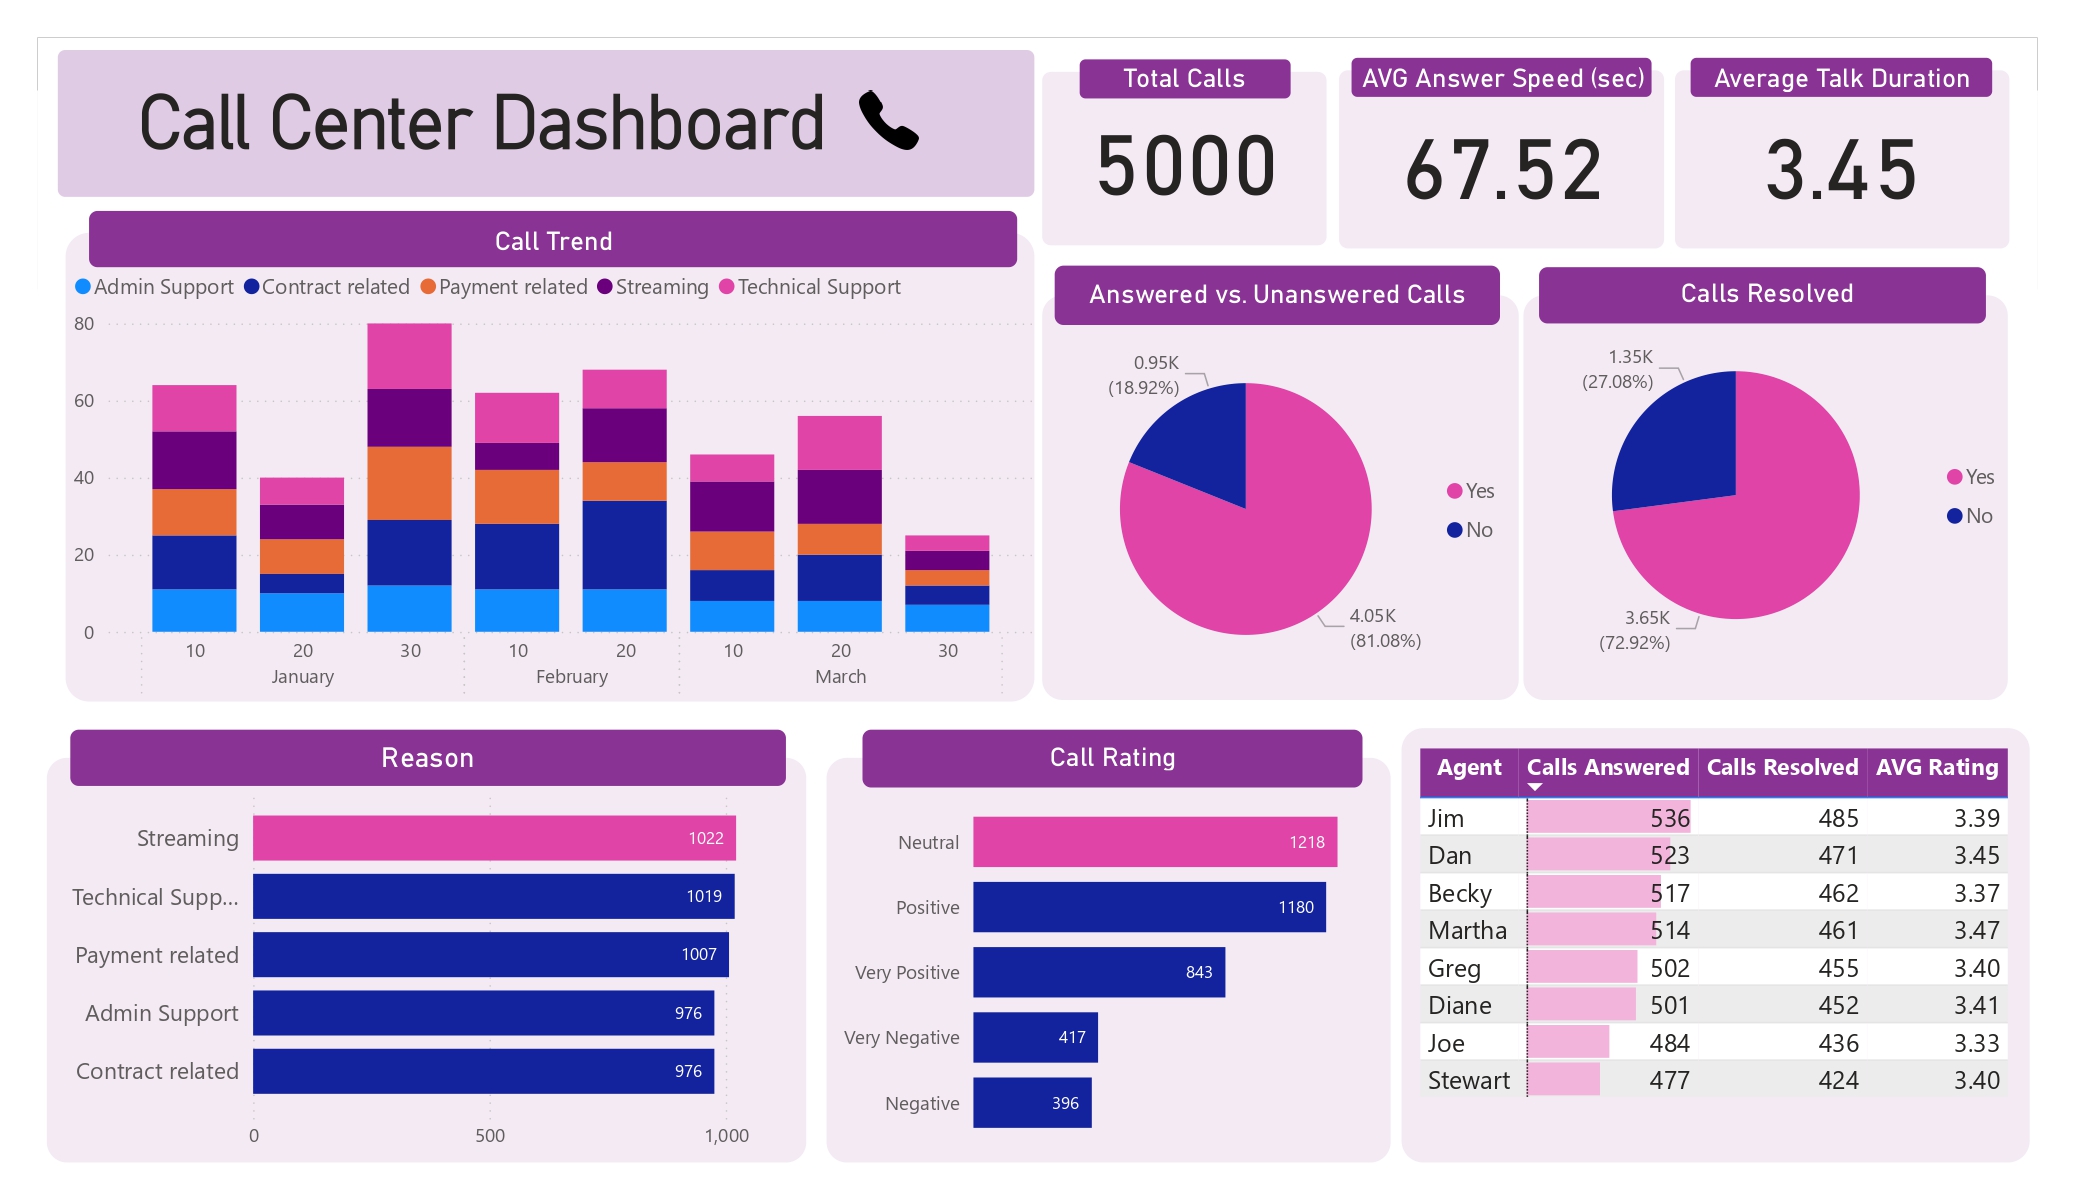 Call Center Dashboard
Total Calls
5000
AVG Answer Speed (sec)
67.52
Average Talk Duration
3.45
Call Trend
Admin Support Contract related Payment related Streaming Technical Support
80
60
40
20
0
10 20 30 10 20 10 20 30
January February March
Answered vs. Unanswered Calls
0.95K
(18.92%)
Yes
No
4.05K
(81.08%)
Calls Resolved
1.35K
(27.08%)
Yes
No
3.65K
(72.92%)
Reason
Streaming 1022
Technical Supp... 1019
Payment related 1007
Admin Support 976
Contract related 976
0 500 1,000
Call Rating
Neutral 1218
Positive 1180
Very Positive 843
Very Negative 417
Negative 396
Agent Calls Answered Calls Resolved AVG Rating
Jim 536 485 3.39
Dan 523 471 3.45
Becky 517 462 3.37
Martha 514 461 3.47
Greg 502 455 3.40
Diane 501 452 3.41
Joe 484 436 3.33
Stewart 477 424 3.40